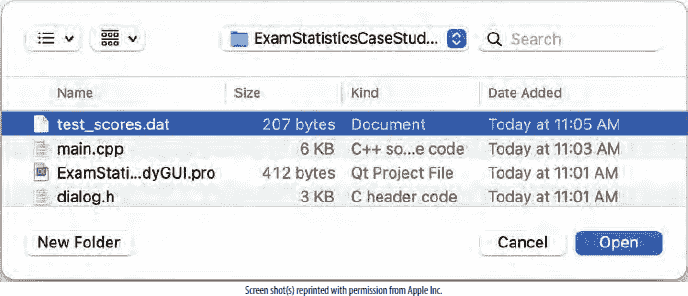 ExamStatisticsCaseStud... Search
Name Size Kind Date Added
test_scores.dat 207 bytes Document Today at 11:05 AM
main.cpp 6 KB C++ so...e code Today at 11:03 AM
ExamStati...dyGUI.pro 412 bytes Qt Project File Today at 11:01 AM
dialog.h 3 KB C header code Today at 11:01 AM
New Folder Cancel Open
Screen shot(s) reprinted with permission from Apple Inc.